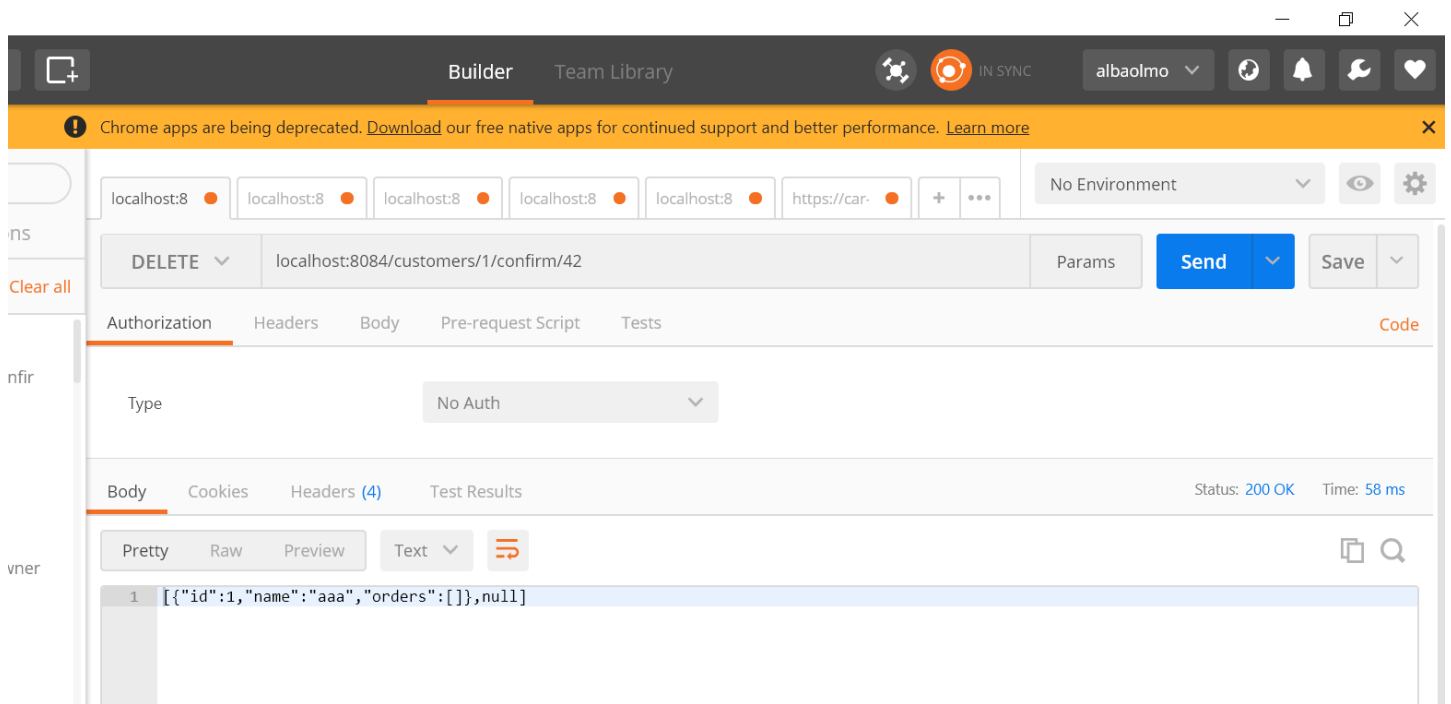 Builder
Team Library
IN SYNC
albaolmo
Chrome apps are being deprecated. Download our free native apps for continued support and better performance. Learn more
localhost:8
localhost:8
localhost:8
localhost:8
localhost:8
https://car-
No Environment
ns
Clear all
nfir
wner
DELETE
localhost:8084/customers/1/confirm/42
Params
Send
Save
Authorization
Headers
Body
Pre-request Script
Tests
Code
Type
No Auth
Body
Cookies
Headers (4)
Test Results
Status: 200 OK
Time: 58 ms
Pretty
Raw
Preview
Text
1
[{"id":1,"name":"aaa","orders":[]},null]